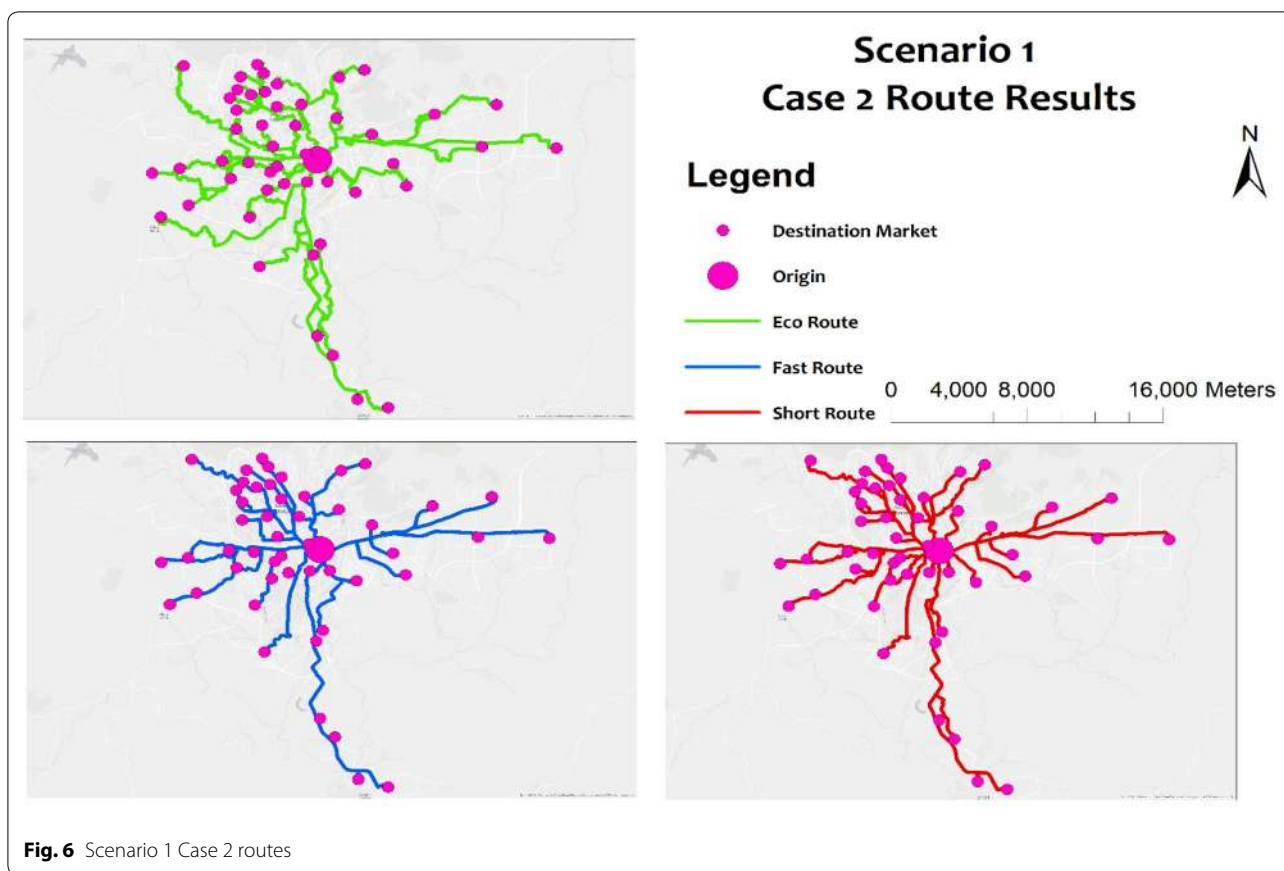 Scenario 1
Case 2 Route Results
N
Legend
Destination Market
Origin
Eco Route
Fast Route
Short Route
0 4,000 8,000 16,000 Meters
Fig. 6 Scenario 1 Case 2 routes